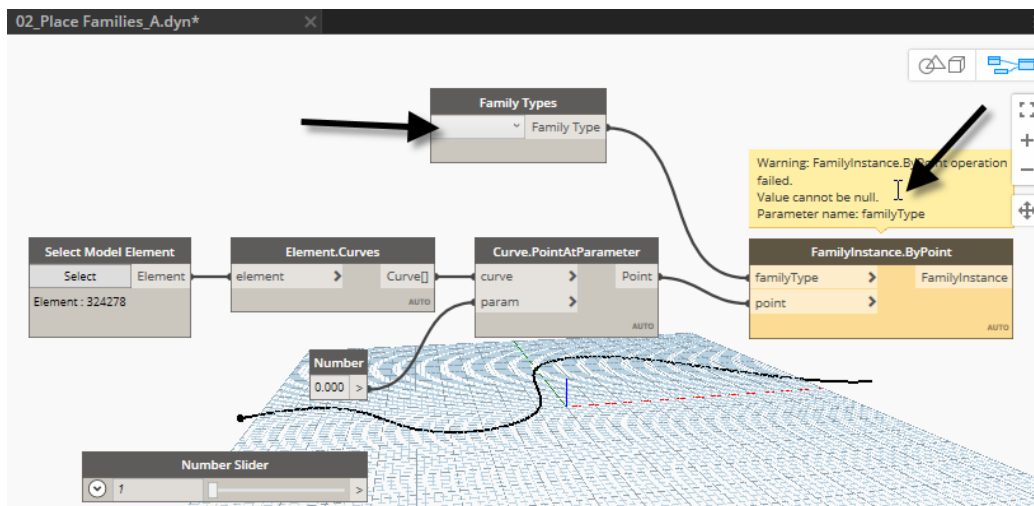 02_Place Families_A.dyn*
Family Types
Family Type
Warning: FamilyInstance.ByPoint operation
failed.
Value cannot be null.
Parameter name: familyType
Select Model Element
Select Element
Element : 324278
Element.Curves
element > Curve[]
AUTO
Curve.PointAtParameter
curve > Point
param >
AUTO
FamilyInstance.ByPoint
familyType > FamilyInstance
point >
AUTO
Number
0.000 >
Number Slider
1 >